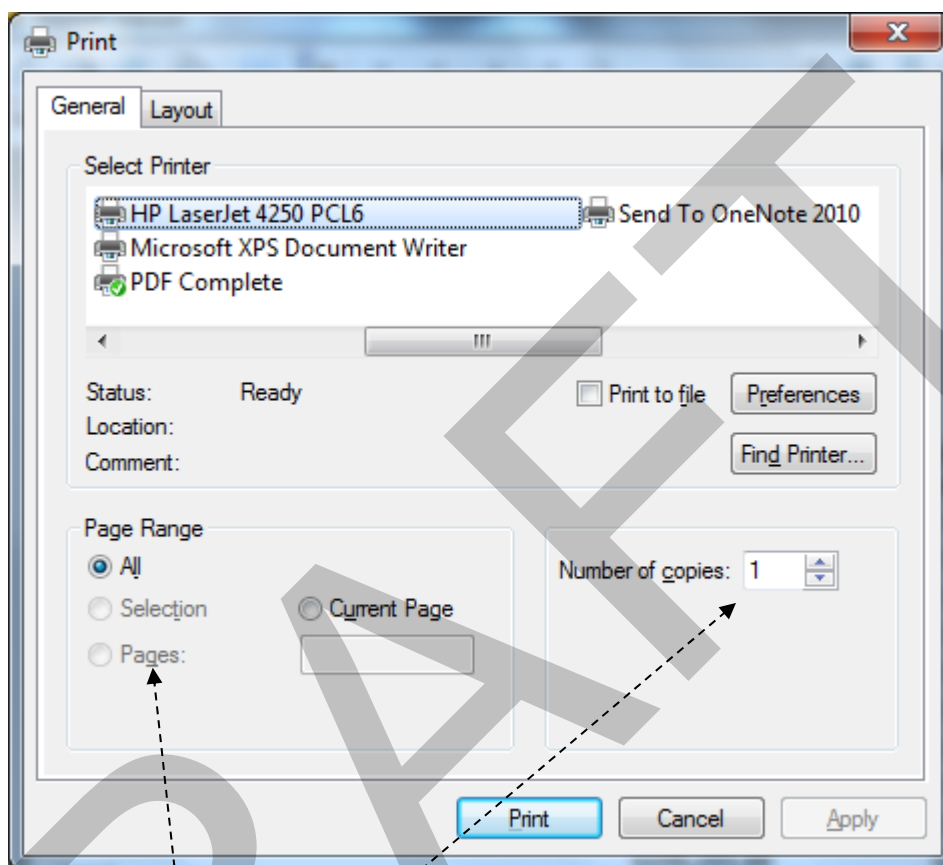 Print
General Layout
Select Printer
HP LaserJet 4250 PCL6 Send To OneNote 2010
Microsoft XPS Document Writer
PDF Complete
Status: Ready Print to file Preferences
Location:
Comment: Find Printer...
Page Range
All Number of copies: 1
Selection Current Page
Pages:
Print Cancel Apply
DRAFT